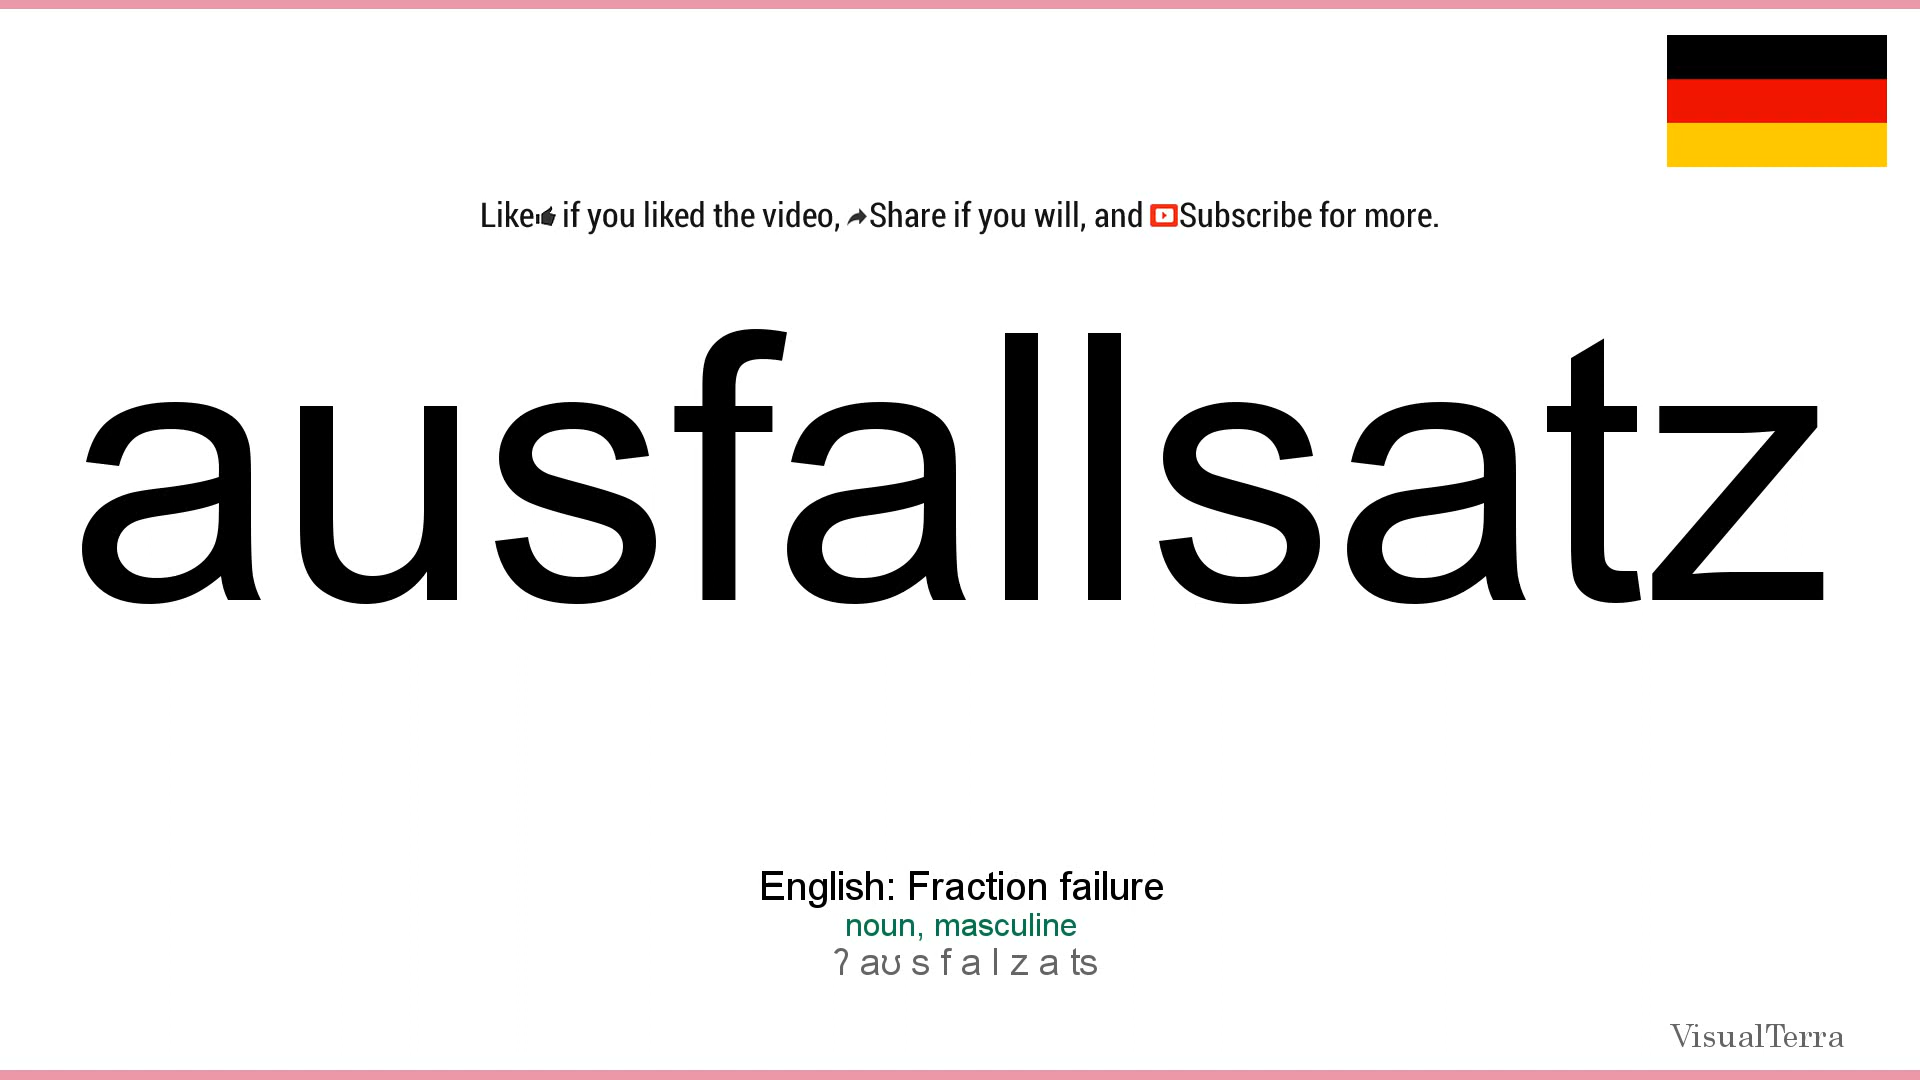 Like if you liked the video, Share if you will, and Subscribe for more.
ausfallsatz
English: Fraction failure
noun, masculine
ʔ aʊ s f a l z a ts
VisualTerra